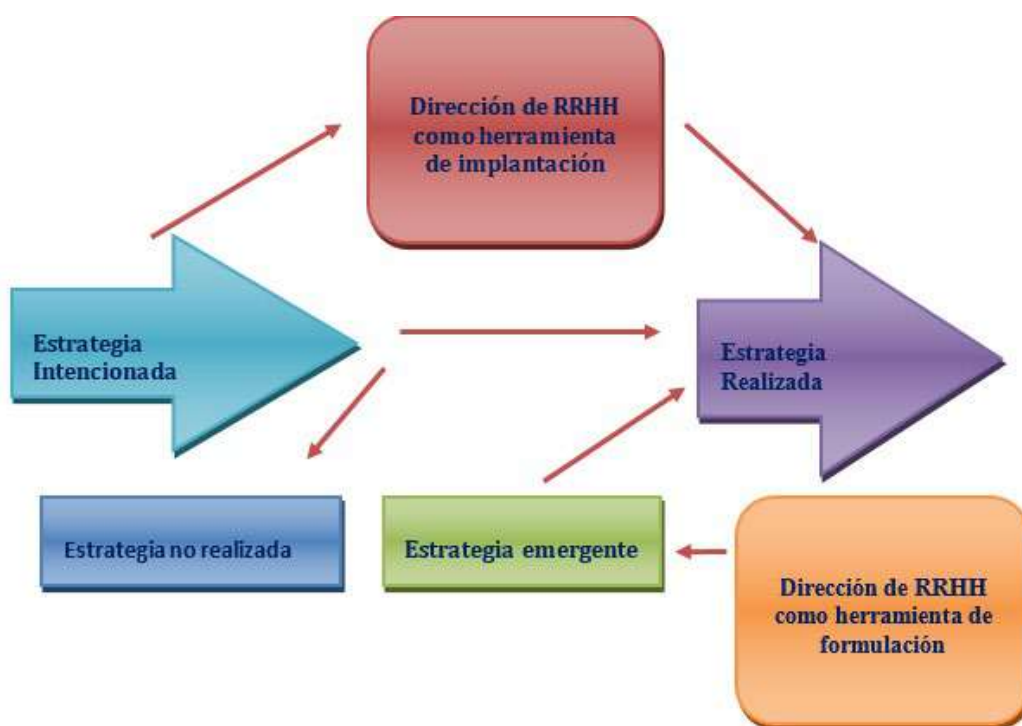 Dirección de RRHH
como herramienta
de implantación
Estrategia
Intencionada
Estrategia
Realizada
Estrategia no realizada
Estrategia emergente
Dirección de RRHH
como herramienta de
formulación